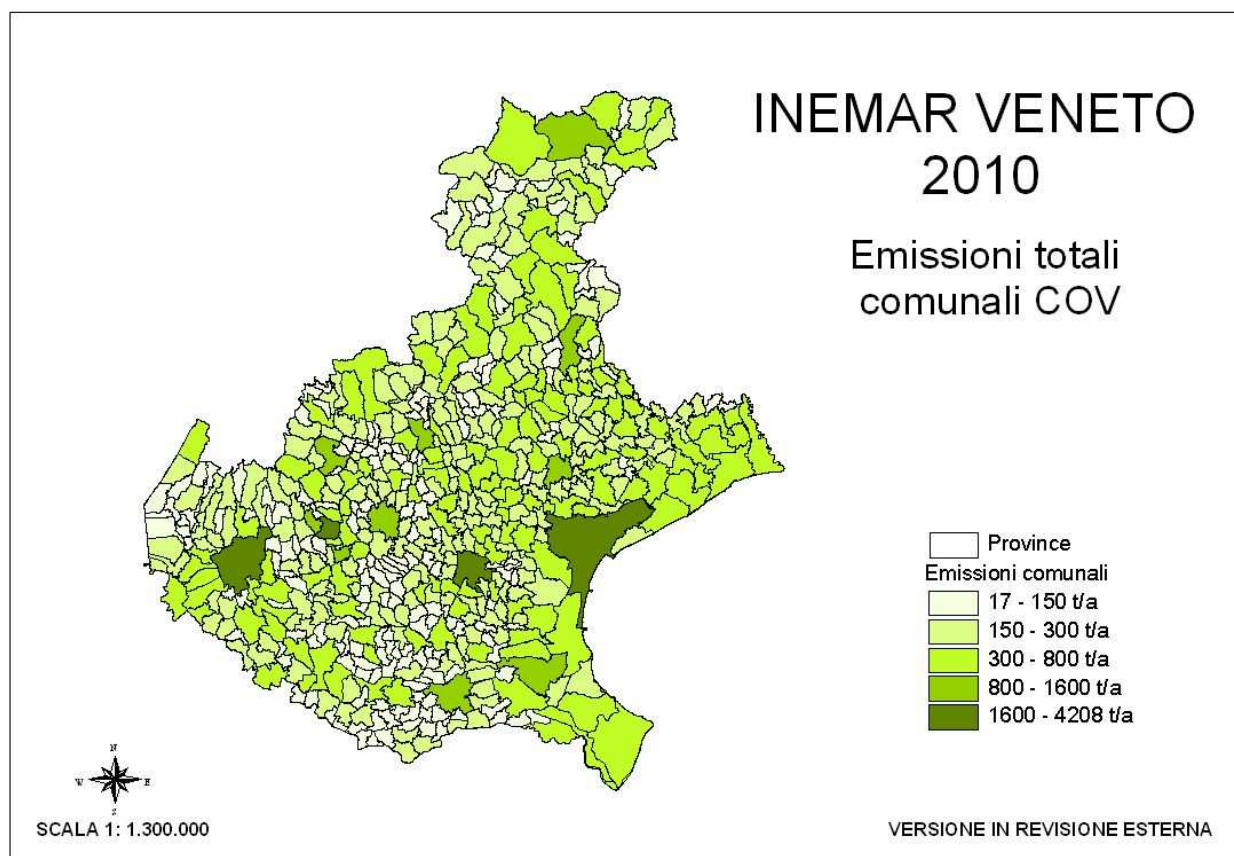 INEMAR VENETO
2010
Emissioni totali
comunali COV
Province
Emissioni comunali
17 - 150 t/a
150 - 300 t/a
300 - 800 t/a
800 - 1600 t/a
1600 - 4208 t/a
N
W E
S
SCALA 1: 1.300.000
VERSIONE IN REVISIONE ESTERNA